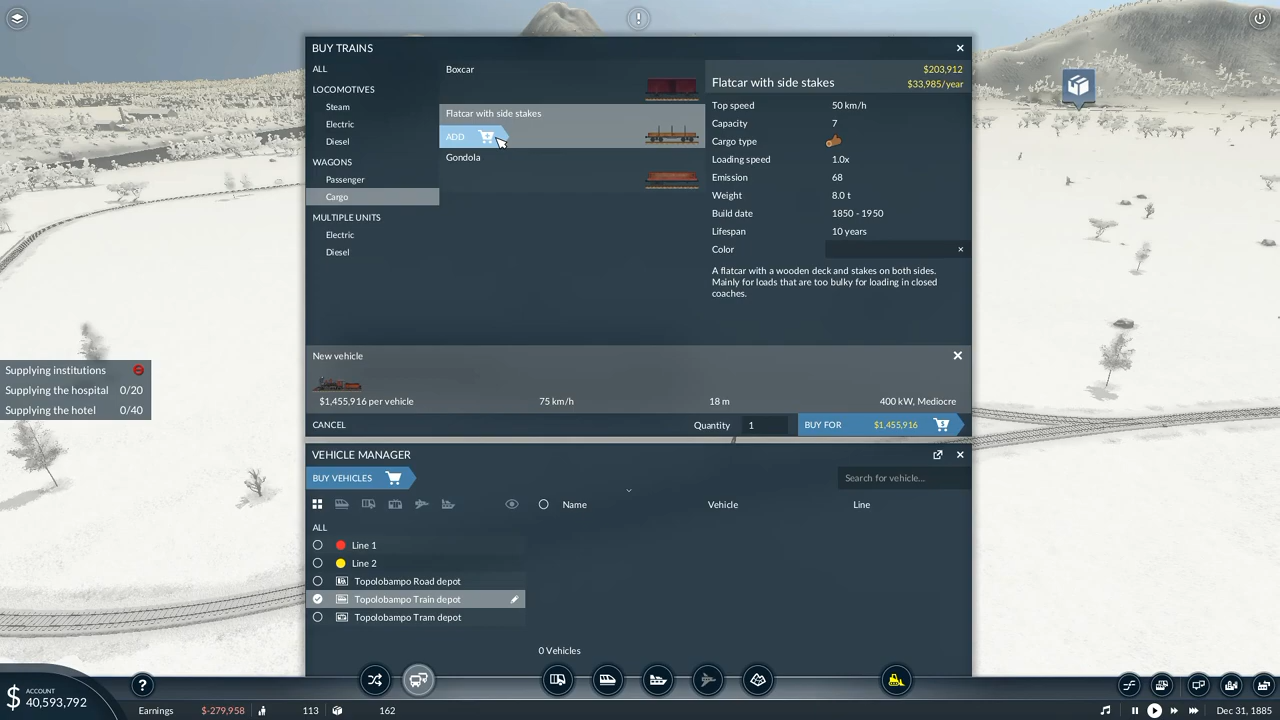 BUY TRAINS
ALL
LOCOMOTIVES
Steam
Electric
Diesel
WAGONS
Passenger
Cargo
MULTIPLE UNITS
Electric
Diesel
Boxcar
Flatcar with side stakes
ADD
Gondola
$203,912
Flatcar with side stakes
$33,985/year
Top speed 50 km/h
Capacity 7
Cargo type
Loading speed 1.0x
Emission 68
Weight 8.0 t
Build date 1850 - 1950
Lifespan 10 years
Color
A flatcar with a wooden deck and stakes on both sides.
Mainly for loads that are too bulky for loading in closed
coaches.
New vehicle
$1,455,916 per vehicle 75 km/h 18 m 400 kW, Mediocre
CANCEL Quantity 1 BUY FOR $1,455,916
Supplying institutions
Supplying the hospital 0/20
Supplying the hotel 0/40
VEHICLE MANAGER
BUY VEHICLES Search for vehicle...
Name Vehicle Line
ALL
Line 1
Line 2
Topolobampo Road depot
Topolobampo Train depot
Topolobampo Tram depot
0 Vehicles
$ ACCOUNT
40,593,792
?
Earnings $-279,958 113 162 Dec 31, 1885